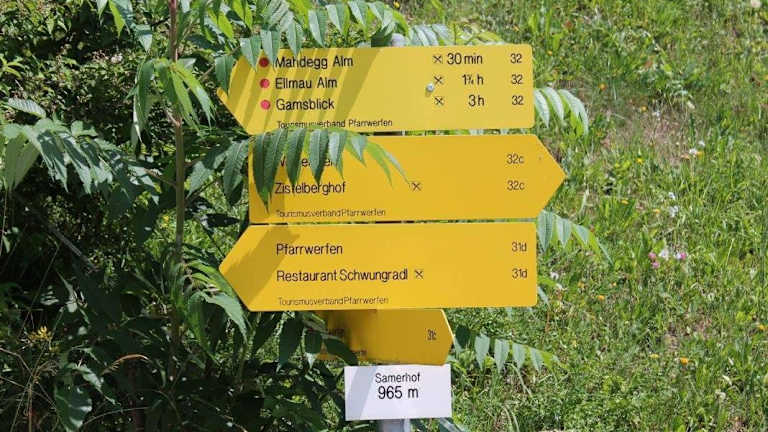 Mahdegg Alm 30 min 32
Ellmau Alm 1¾ h 32
Gamsblick 3 h 32
Tourismusverband Pfarrwerfen
32c
Zistelberghof 32c
Tourismusverband Pfarrwerfen
Pfarrwerfen 31d
Restaurant Schwungradl 31d
Tourismusverband Pfarrwerfen
31c
Samerhof
965 m